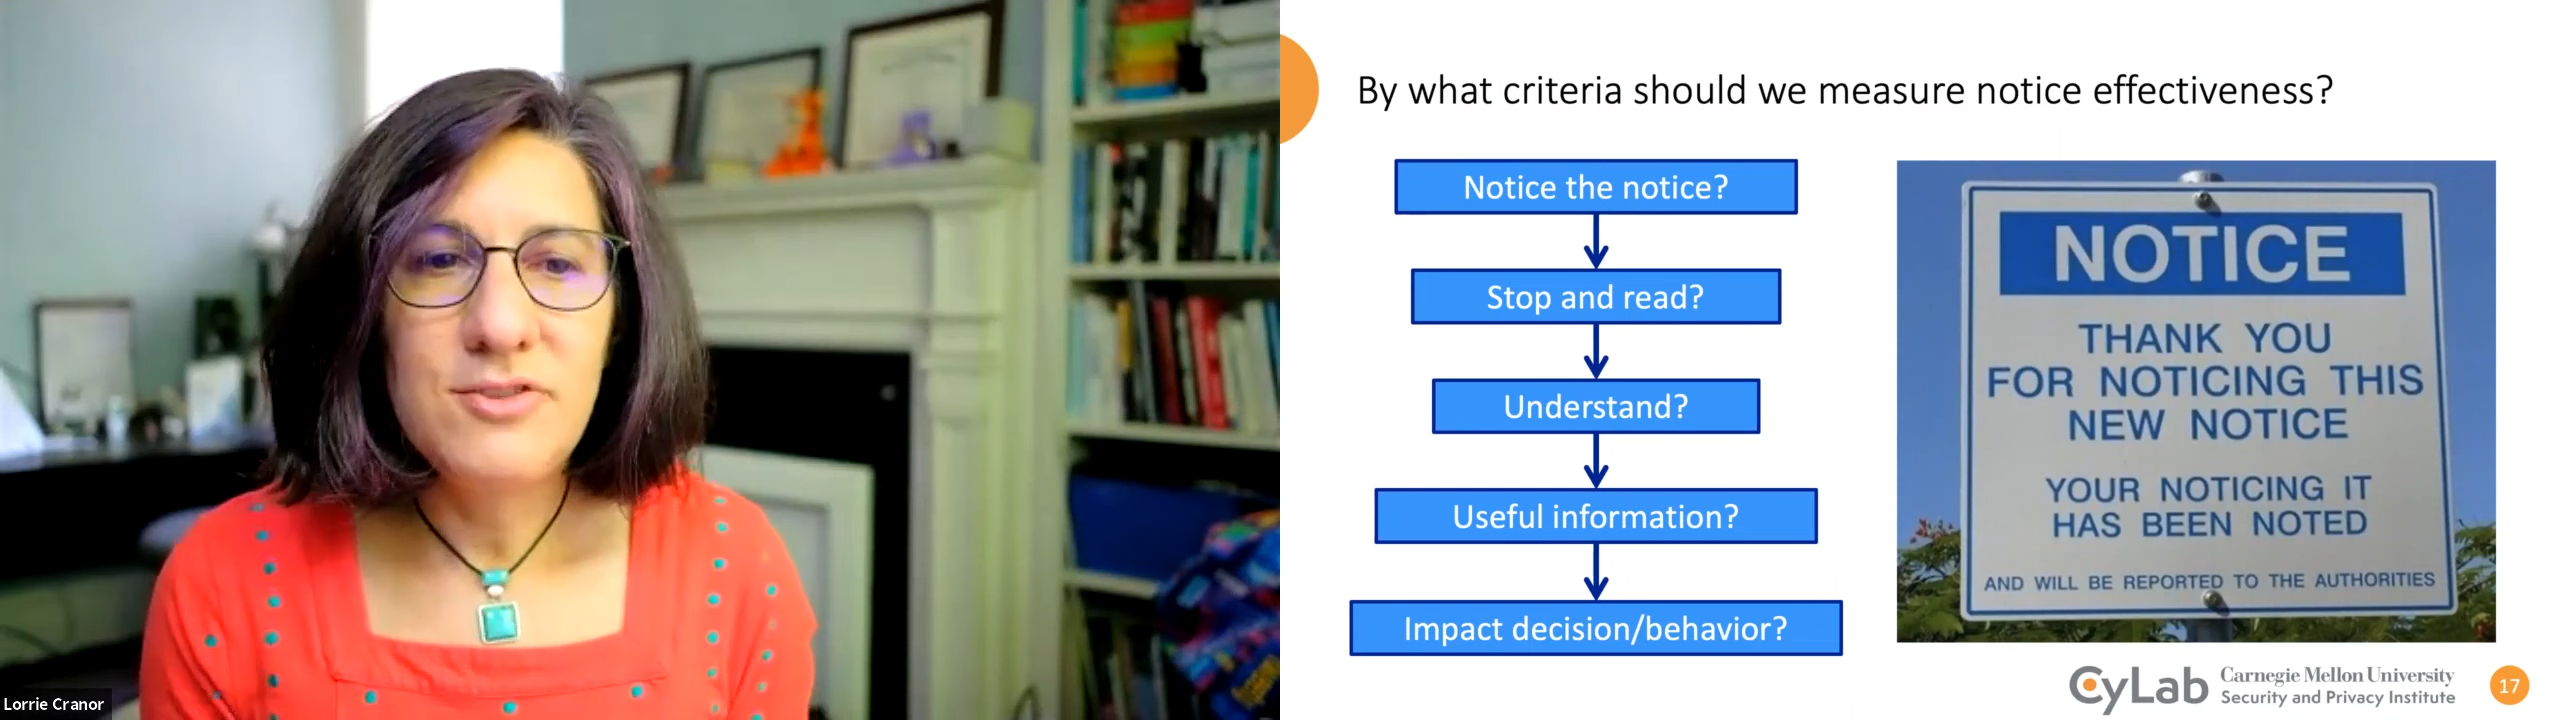 Lorrie Cranor
By what criteria should we measure notice effectiveness?
Notice the notice?
Stop and read?
Understand?
Useful information?
Impact decision/behavior?
NOTICE
THANK YOU
FOR NOTICING THIS
NEW NOTICE
YOUR NOTICING IT
HAS BEEN NOTED
AND WILL BE REPORTED TO THE AUTHORITIES
CyLab
Carnegie Mellon University
Security and Privacy Institute
17